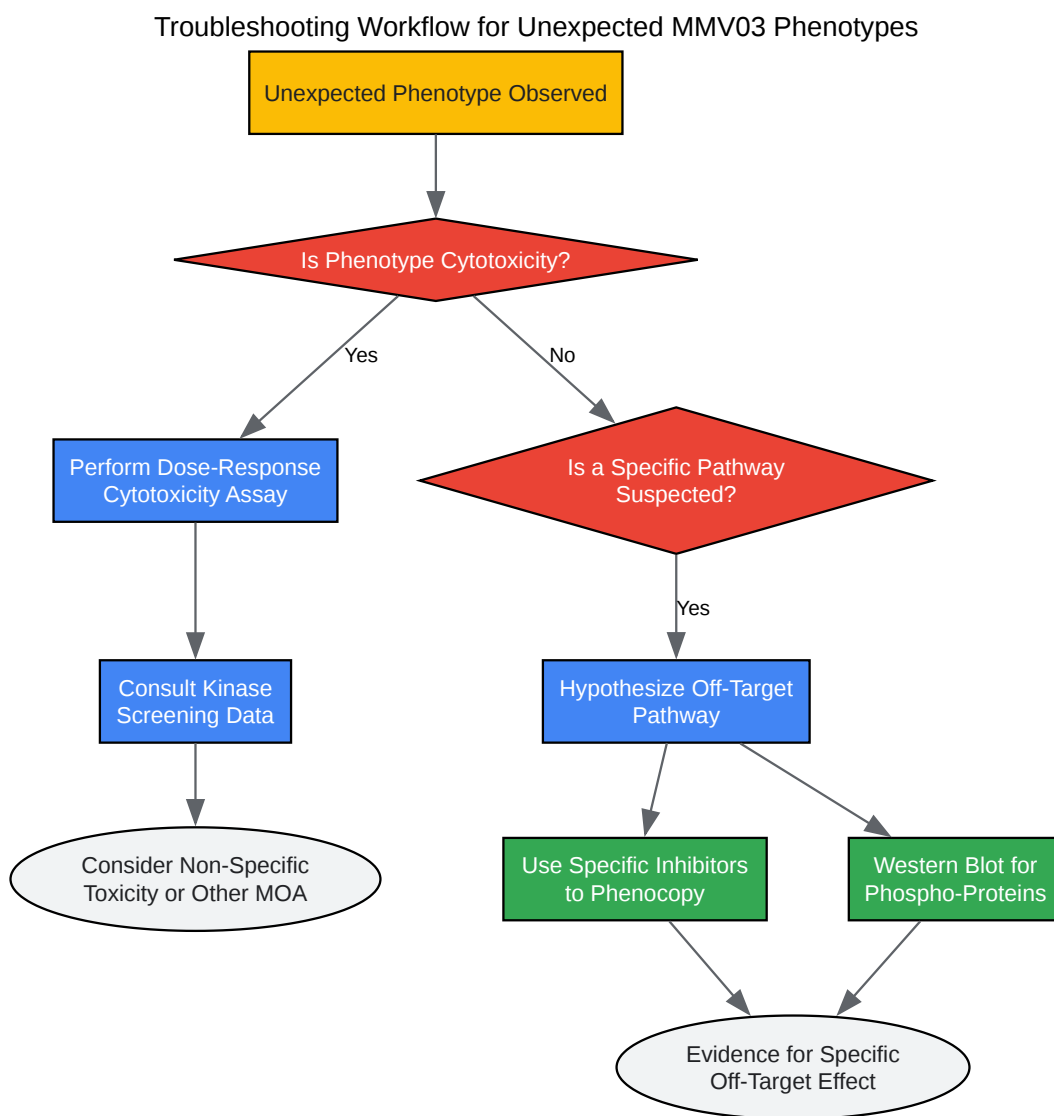 Troubleshooting Workflow for Unexpected MMV03 Phenotypes
Unexpected Phenotype Observed
Is Phenotype Cytotoxicity?
Yes
No
Perform Dose-Response
Cytotoxicity Assay
Is a Specific Pathway
Suspected?
Yes
Consult Kinase
Screening Data
Hypothesize Off-Target
Pathway
Consider Non-Specific
Toxicity or Other MOA
Use Specific Inhibitors
to Phenocopy
Western Blot for
Phospho-Proteins
Evidence for Specific
Off-Target Effect